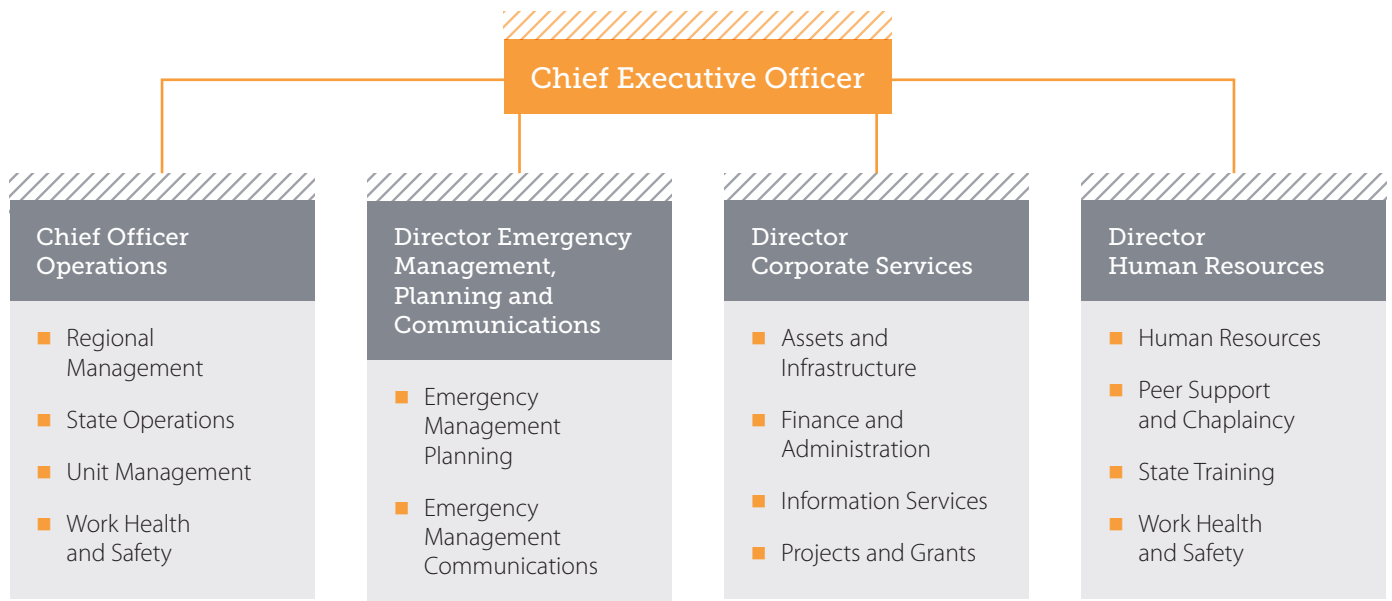 Chief Executive Officer
Chief Officer
Operations
Regional
Management
State Operations
Unit Management
Work Health
and Safety
Director Emergency
Management,
Planning and
Communications
Emergency
Management
Planning
Emergency
Management
Communications
Director
Corporate Services
Assets and
Infrastructure
Finance and
Administration
Information Services
Projects and Grants
Director
Human Resources
Human Resources
Peer Support
and Chaplaincy
State Training
Work Health
and Safety